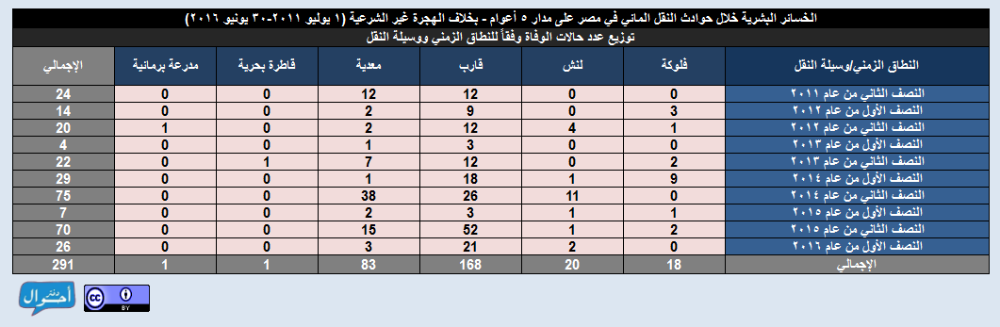 الخسائر البشرية خلال حوادث النقل المائي في مصر على مدار ٥ أعوام - بخلاف الهجرة غير الشرعية (١ يوليو ٢٠١١-٣٠ يونيو ٢٠١٦)
توزيع عدد حالات الوفاة وفقاً للنطاق الزمني ووسيلة النقل
النطاق الزمني/وسيلة النقل فلوكة لنش قارب معدية قاطرة بحرية مدرعة برمائية الإجمالي
النصف الثاني من عام ٢٠١١ 0 0 12 12 0 0 24
النصف الأول من عام ٢٠١٢ 3 0 9 2 0 0 14
النصف الثاني من عام ٢٠١٢ 1 4 12 2 0 1 20
النصف الأول من عام ٢٠١٣ 0 0 3 1 0 0 4
النصف الثاني من عام ٢٠١٣ 2 0 12 7 1 0 22
النصف الأول من عام ٢٠١٤ 9 1 18 1 0 0 29
النصف الثاني من عام ٢٠١٤ 0 11 26 38 0 0 75
النصف الأول من عام ٢٠١٥ 1 1 3 2 0 0 7
النصف الثاني من عام ٢٠١٥ 2 1 52 15 0 0 70
النصف الأول من عام ٢٠١٦ 0 2 21 3 0 0 26
الإجمالي 18 20 168 83 1 1 291
دفتر أحوال
cc BY